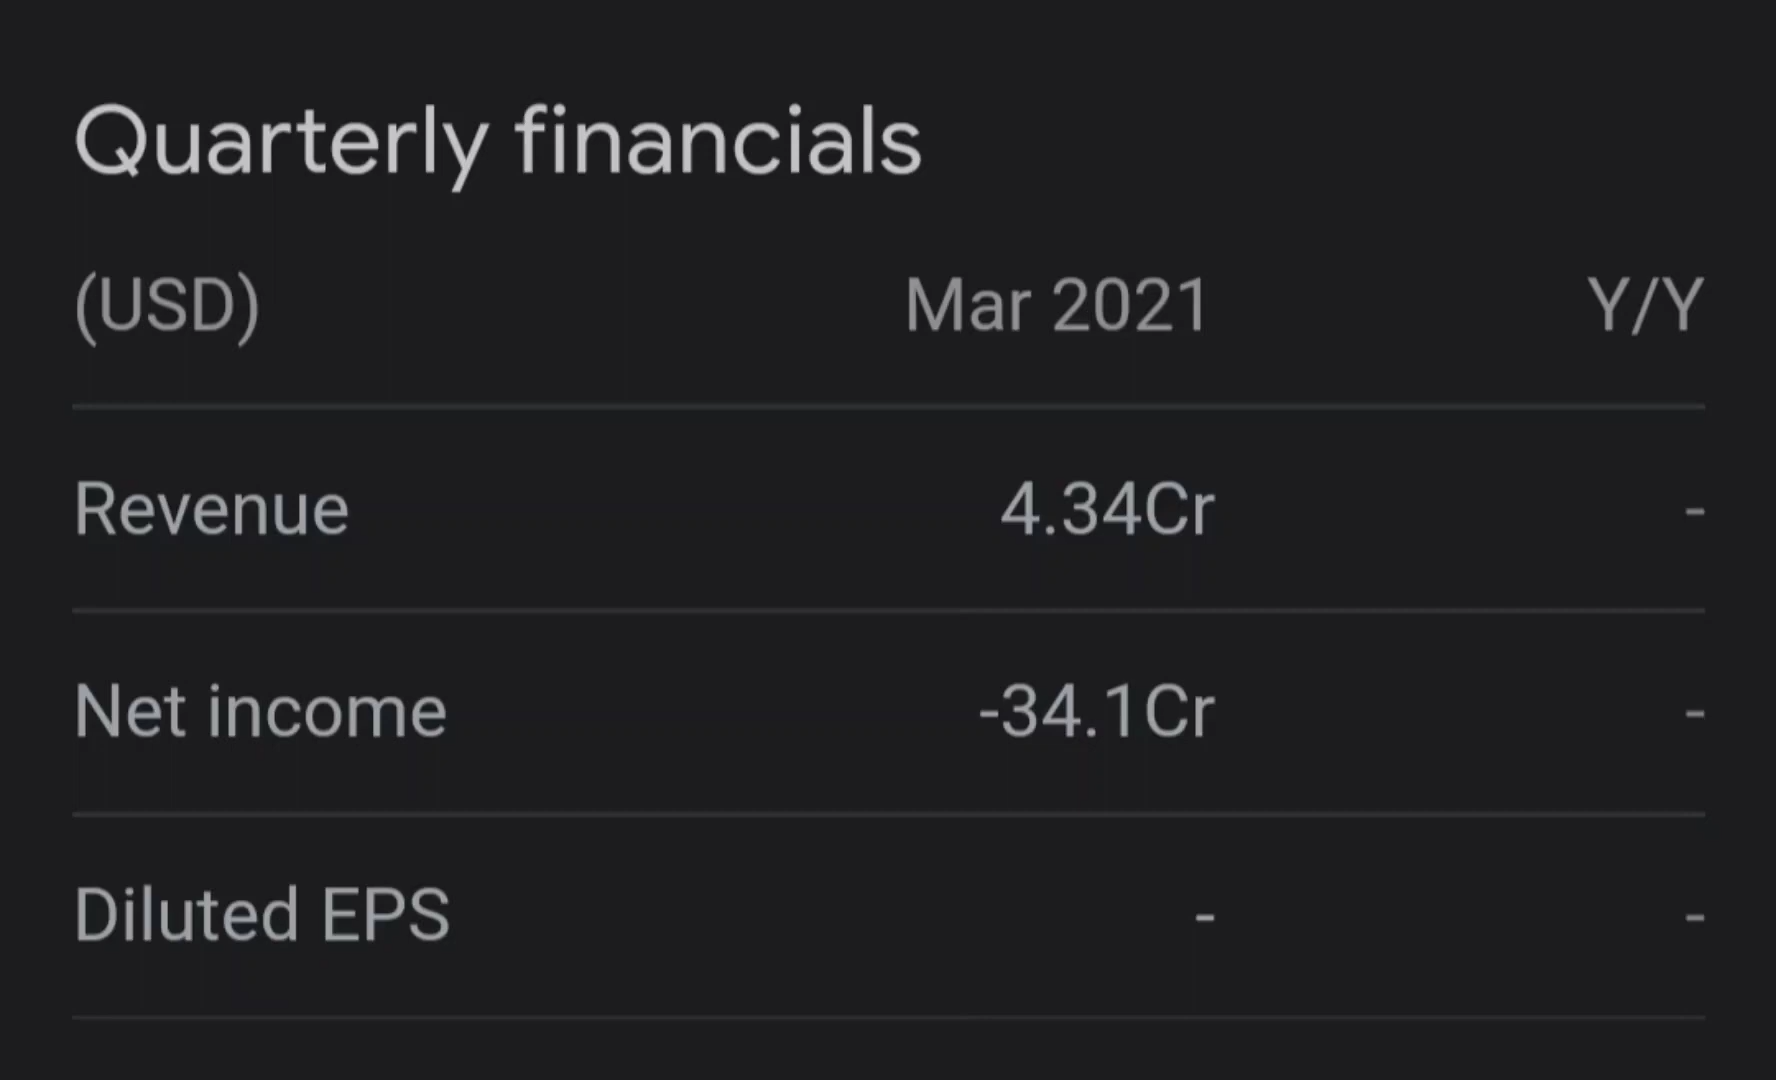 Quarterly financials
(USD) Mar 2021 Y/Y
Revenue 4.34Cr -
Net income -34.1Cr -
Diluted EPS - -